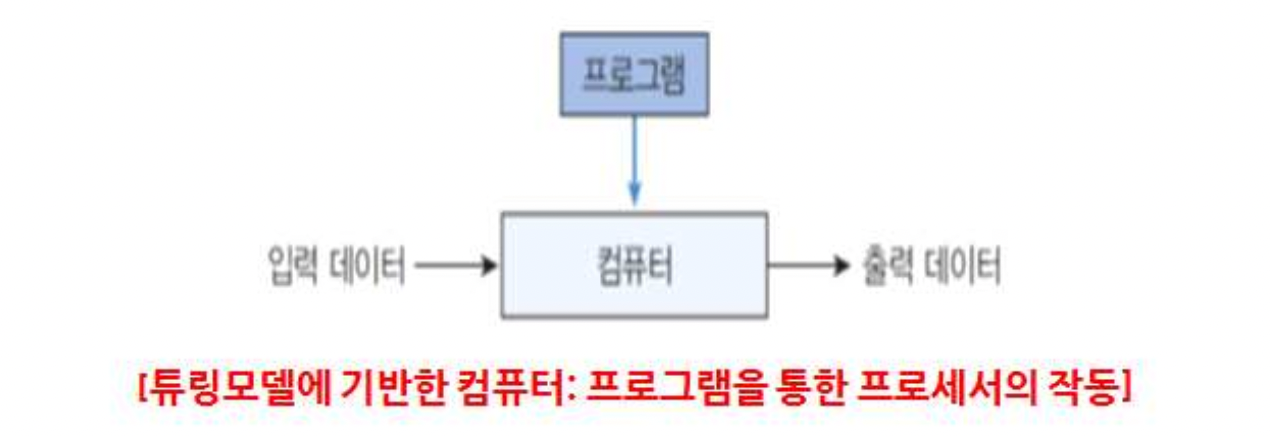 프로그램
입력 데이터
컴퓨터
출력 데이터
[튜링모델에 기반한 컴퓨터: 프로그램을 통한 프로세서의 작동]